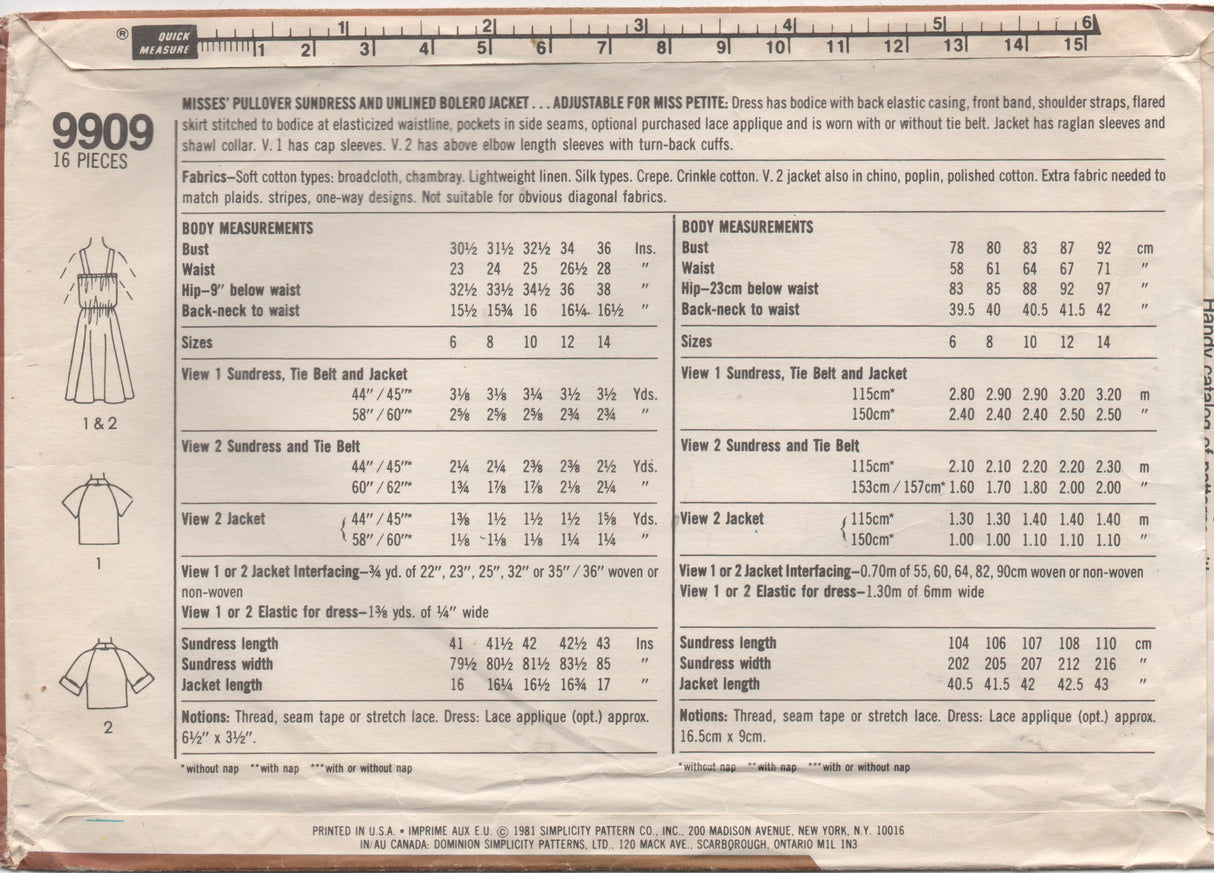 ® QUICK MEASURE 1 2 3 4 5 6
1 2 3 4 5 6 7 8 9 10 11 12 13 14 15
9909
16 PIECES
MISSES' PULLOVER SUNDRESS AND UNLINED BOLERO JACKET . . . ADJUSTABLE FOR MISS PETITE: Dress has bodice with back elastic casing, front band, shoulder straps, flared
skirt stitched to bodice at elasticized waistline, pockets in side seams, optional purchased lace applique and is worn with or without tie belt. Jacket has raglan sleeves and
shawl collar. V. 1 has cap sleeves. V. 2 has above elbow length sleeves with turn-back cuffs.
Fabrics–Soft cotton types: broadcloth, chambray. Lightweight linen. Silk types. Crepe. Crinkle cotton. V. 2 jacket also in chino, poplin, polished cotton. Extra fabric needed to
match plaids. stripes, one-way designs. Not suitable for obvious diagonal fabrics.
1 & 2
1
2
BODY MEASUREMENTS
Bust 30½ 31½ 32½ 34 36 Ins.
Waist 23 24 25 26½ 28 "
Hip–9" below waist 32½ 33½ 34½ 36 38 "
Back-neck to waist 15½ 15¾ 16 16¼ 16½ "
Sizes 6 8 10 12 14
View 1 Sundress, Tie Belt and Jacket
44"/45"* 3⅛ 3⅛ 3¼ 3½ 3½ Yds.
58"/60"* 2⅝ 2⅝ 2⅝ 2¾ 2¾ "
View 2 Sundress and Tie Belt
44"/45"* 2¼ 2¼ 2⅜ 2⅜ 2½ Yds.
60"/62"* 1¾ 1⅞ 1⅞ 2⅛ 2¼ "
View 2 Jacket { 44"/45"* 1⅜ 1½ 1½ 1½ 1⅝ Yds.
58"/60"* 1⅛ 1⅛ 1⅛ 1¼ 1¼ "
View 1 or 2 Jacket Interfacing–¾ yd. of 22", 23", 25", 32" or 35"/36" woven or
non-woven
View 1 or 2 Elastic for dress–1⅜ yds. of ¼" wide
Sundress length 41 41½ 42 42½ 43 Ins
Sundress width 79½ 80½ 81½ 83½ 85 "
Jacket length 16 16¼ 16½ 16¾ 17 "
Notions: Thread, seam tape or stretch lace. Dress: Lace applique (opt.) approx.
6½" x 3½".
*without nap **with nap ***with or without nap
BODY MEASUREMENTS
Bust 78 80 83 87 92 cm
Waist 58 61 64 67 71 "
Hip–23cm below waist 83 85 88 92 97 "
Back-neck to waist 39.5 40 40.5 41.5 42 "
Sizes 6 8 10 12 14
View 1 Sundress, Tie Belt and Jacket
115cm* 2.80 2.90 2.90 3.20 3.20 m
150cm* 2.40 2.40 2.40 2.50 2.50 "
View 2 Sundress and Tie Belt
115cm* 2.10 2.10 2.20 2.20 2.30 m
153cm / 157cm* 1.60 1.70 1.80 2.00 2.00 "
View 2 Jacket { 115cm* 1.30 1.30 1.40 1.40 1.40 m
150cm* 1.00 1.00 1.10 1.10 1.10 "
View 1 or 2 Jacket Interfacing–0.70m of 55, 60, 64, 82, 90cm woven or non-woven
View 1 or 2 Elastic for dress–1.30m of 6mm wide
Sundress length 104 106 107 108 110 cm
Sundress width 202 205 207 212 216 "
Jacket length 40.5 41.5 42 42.5 43 "
Notions: Thread, seam tape or stretch lace. Dress: Lace applique (opt.) approx.
16.5cm x 9cm.
*without nap **with nap ***with or without nap
PRINTED IN U.S.A. • IMPRIME AUX E.U. © 1981 SIMPLICITY PATTERN CO., INC., 200 MADISON AVENUE, NEW YORK, N.Y. 10016
IN/AU CANADA: DOMINION SIMPLICITY PATTERNS, LTD., 120 MACK AVE., SCARBOROUGH, ONTARIO M1L 1N3
Handy catalog of